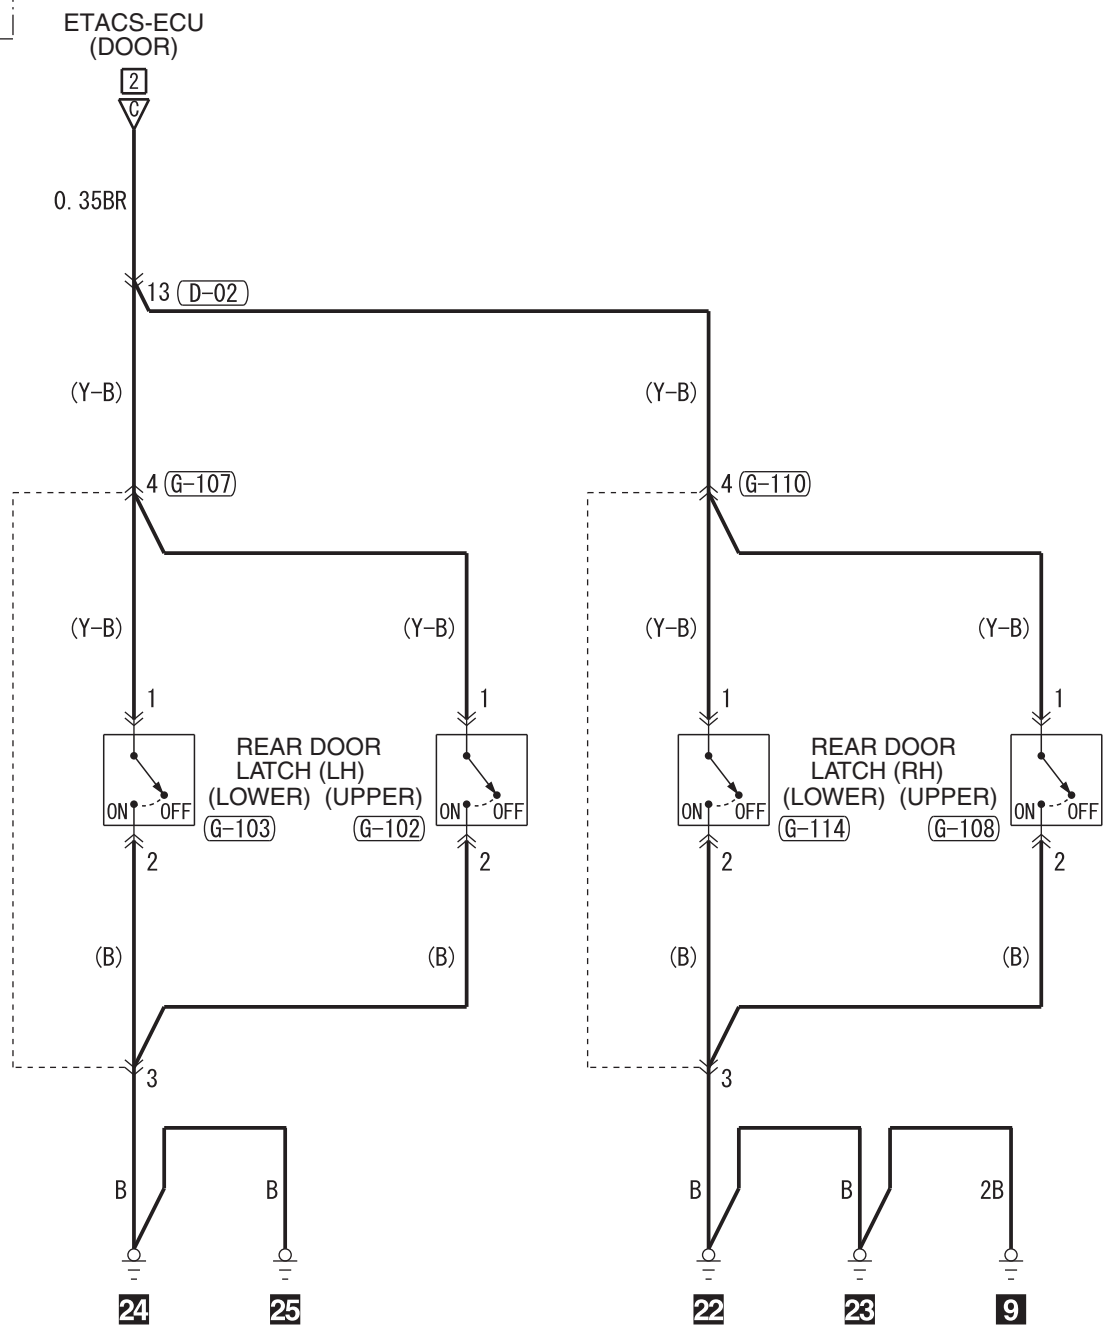 ETACS-ECU
(DOOR)
2
C
0. 35BR
13 D-02
(Y-B) (Y-B)
4 G-107 4 G-110
(Y-B) (Y-B) (Y-B) (Y-B)
1 1 1 1
REAR DOOR
LATCH (LH)
(LOWER) (UPPER)
ON OFF ON OFF
G-103 G-102
REAR DOOR
LATCH (RH)
(LOWER) (UPPER)
ON OFF ON OFF
G-114 G-108
2 2 2 2
(B) (B) (B) (B)
3 3
B B B B 2B
24 25 22 23 9